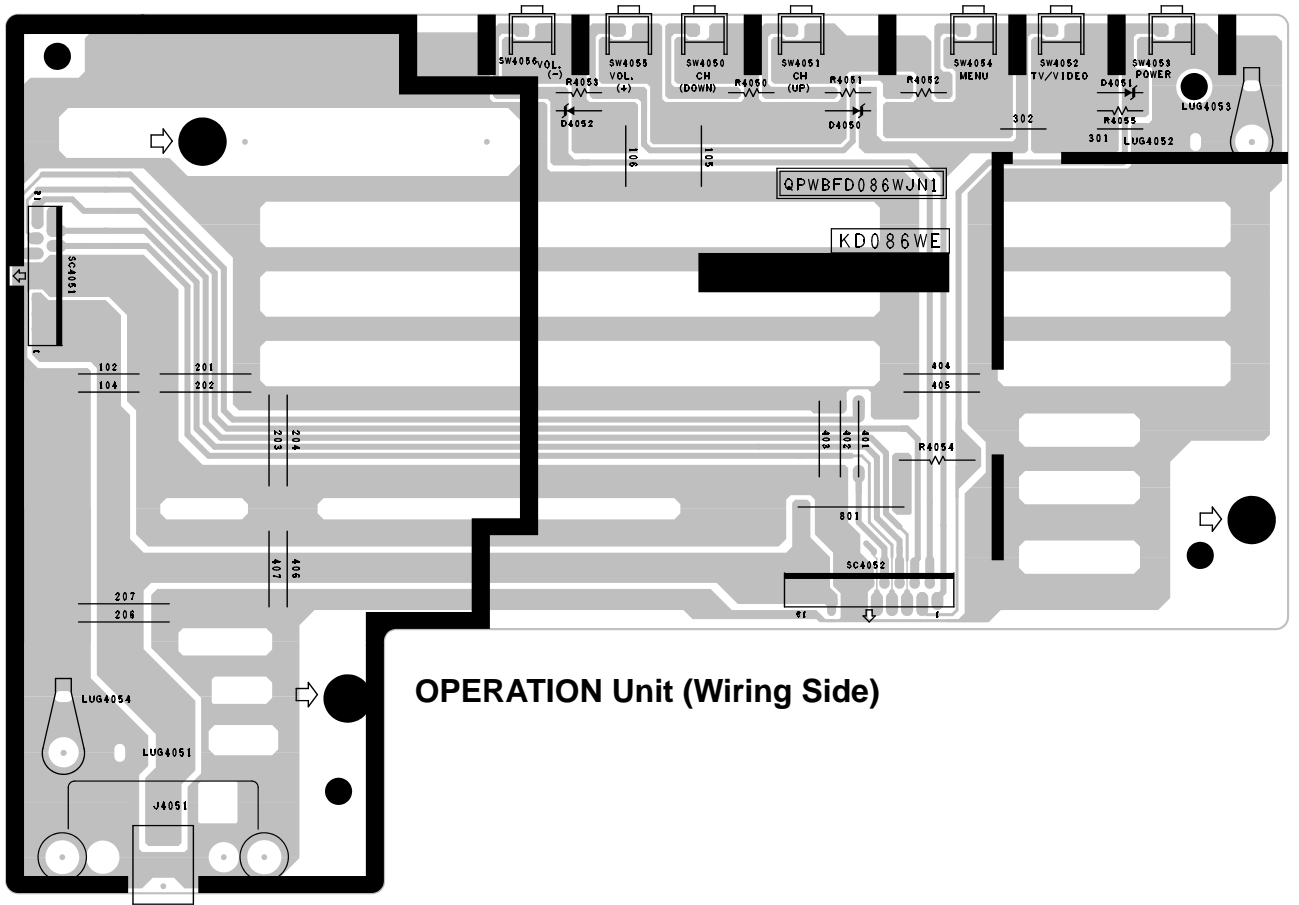 SW4056 VOL. (-)
SW4055 VOL. (+)
SW4050 CH (DOWN)
SW4051 CH (UP)
SW4054 MENU
SW4052 TV/VIDEO
SW4053 POWER
R4053
R4050
R4051
R4052
D4051
LUG4053
D4052
D4050
R4055
302
301
LUG4052
106
105
QPWBFD086WJN1
KD086WE
SC4051
102
104
201
202
404
405
203
204
403
402
401
R4054
801
SC4052
407
406
207
206
LUG4054
OPERATION Unit (Wiring Side)
LUG4051
J4051